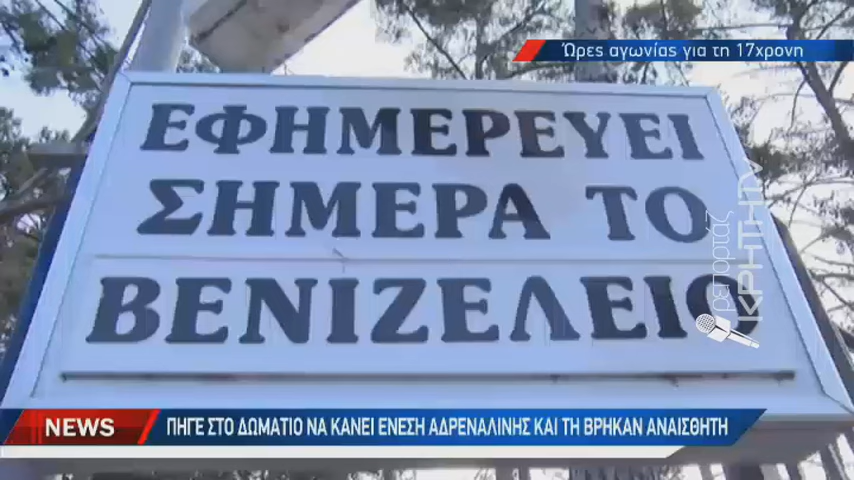 Ώρες αγωνίας για τη 17χρονη
ΕΦΗΜΕΡΕΥΕΙ
ΣΗΜΕΡΑ ΤΟ
ΒΕΝΙΖΕΛΕΙΟ
ρεπορτάζ
ΚΡΗΤΗTV
NEWS ΠΗΓΕ ΣΤΟ ΔΩΜΑΤΙΟ ΝΑ ΚΑΝΕΙ ΕΝΕΣΗ ΑΔΡΕΝΑΛΙΝΗΣ ΚΑΙ ΤΗ ΒΡΗΚΑΝ ΑΝΑΙΣΘΗΤΗ